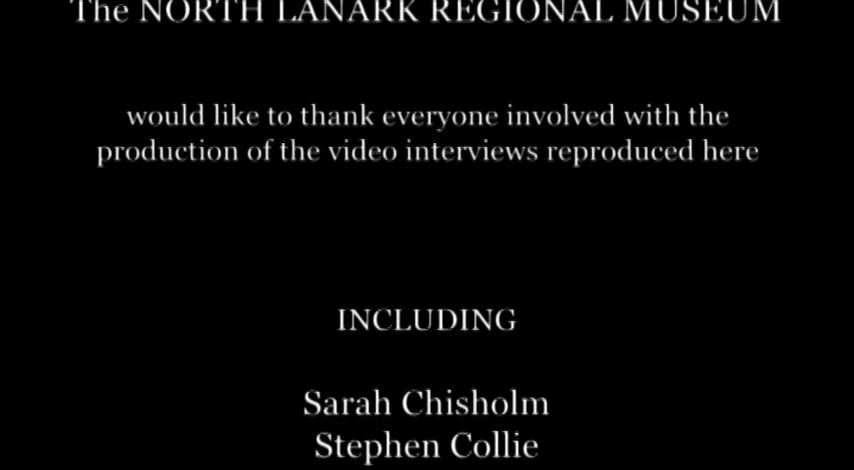 The NORTH LANARK REGIONAL MUSEUM
would like to thank everyone involved with the
production of the video interviews reproduced here
INCLUDING
Sarah Chisholm
Stephen Collie